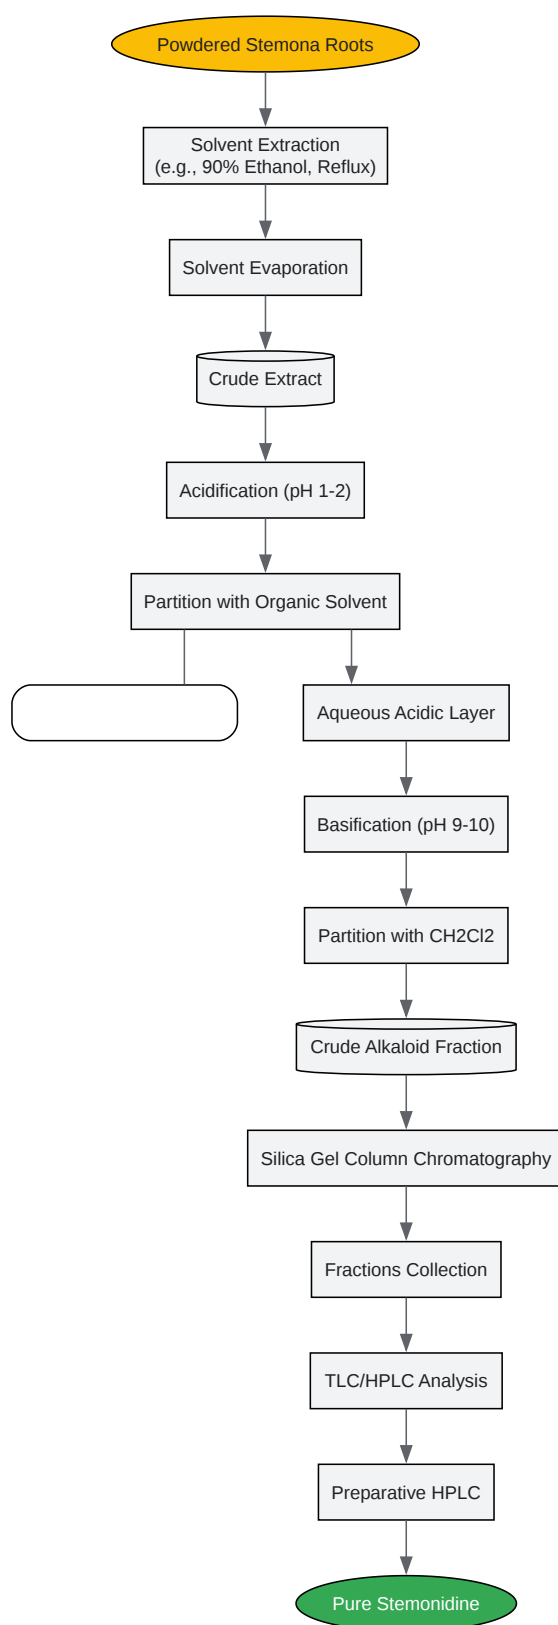 Powdered Stemona Roots
Solvent Extraction
(e.g., 90% Ethanol, Reflux)
Solvent Evaporation
Crude Extract
Acidification (pH 1-2)
Partition with Organic Solvent
Aqueous Acidic Layer
Basification (pH 9-10)
Partition with CH2Cl2
Crude Alkaloid Fraction
Silica Gel Column Chromatography
Fractions Collection
TLC/HPLC Analysis
Preparative HPLC
Pure Stemonidine